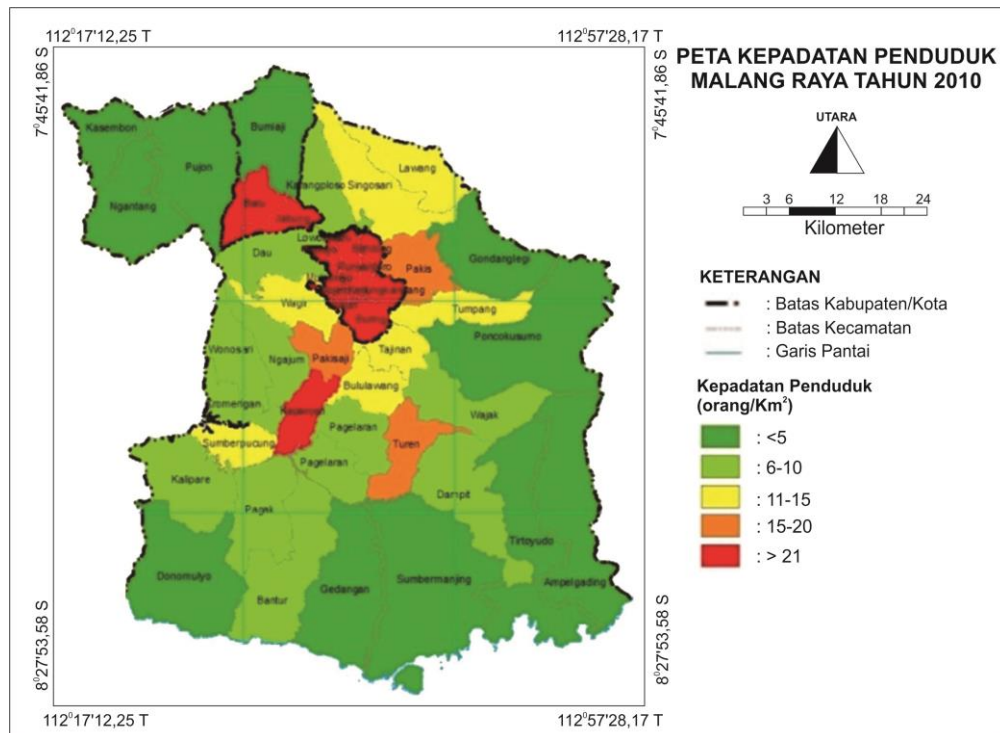 112°17'12,25 T
112°57'28,17 T
7°45'41,86 S
7°45'41,86 S
PETA KEPADATAN PENDUDUK
MALANG RAYA TAHUN 2010
UTARA
3 6 12 18 24
Kilometer
KETERANGAN
: Batas Kabupaten/Kota
: Batas Kecamatan
: Garis Pantai
Kepadatan Penduduk
(orang/Km²)
: <5
: 6-10
: 11-15
: 15-20
: > 21
Kasembon
Bumiaji
Pujon
Lawang
Karangploso Singosari
Ngantang
Batu
Dau
Pakis
Gondanglegi
Wagir
Tumpang
Poncokusumo
Wonosari
Ngajum
Pakisaji
Tajinan
Bululawang
Cromengan
Wajak
Sumberpucung
Pagelaran
Turen
Pagelaran
Kalipare
Dampit
Pagak
Tirtoyudo
Donomulyo
Sumbermanjing
Gedangan
Ampelgading
Bantur
8°27'53,58 S
8°27'53,58 S
112°17'12,25 T
112°57'28,17 T